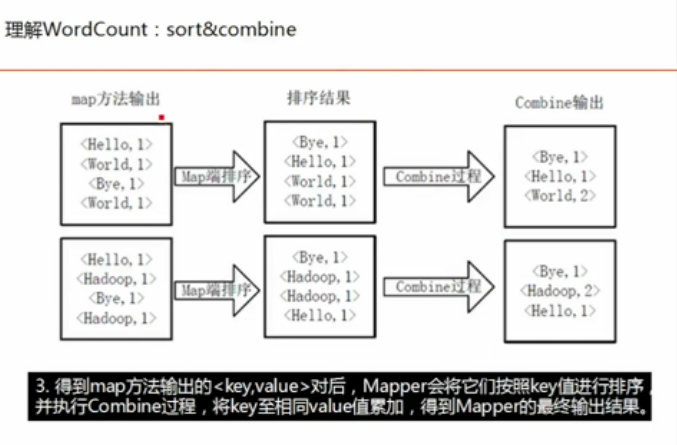 理解WordCount：sort&combine
map方法输出
排序结果
Combine输出
<Hello,1>
<World,1>
<Bye,1>
<World,1>
Map端排序
<Bye,1>
<Hello,1>
<World,1>
<World,1>
Combine过程
<Bye,1>
<Hello,1>
<World,2>
<Hello,1>
<Hadoop,1>
<Bye,1>
<Hadoop,1>
Map端排序
<Bye,1>
<Hadoop,1>
<Hadoop,1>
<Hello,1>
Combine过程
<Bye,1>
<Hadoop,2>
<Hello,1>
3. 得到map方法输出的<key,value>对后，Mapper会将它们按照key值进行排序，
并执行Combine过程，将key至相同value值累加，得到Mapper的最终输出结果。